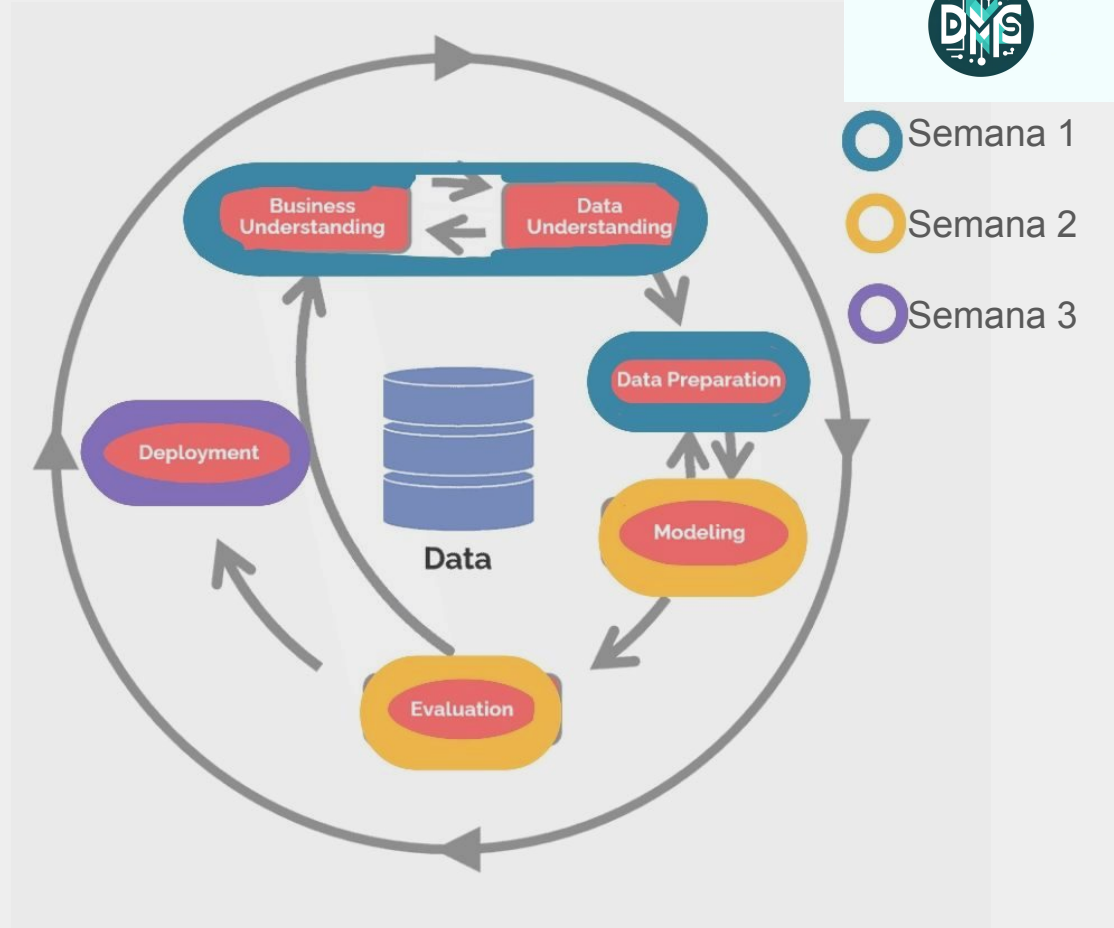 DMS
Semana 1
Semana 2
Semana 3
Business
Understanding
Data
Understanding
Data Preparation
Modeling
Evaluation
Deployment
Data